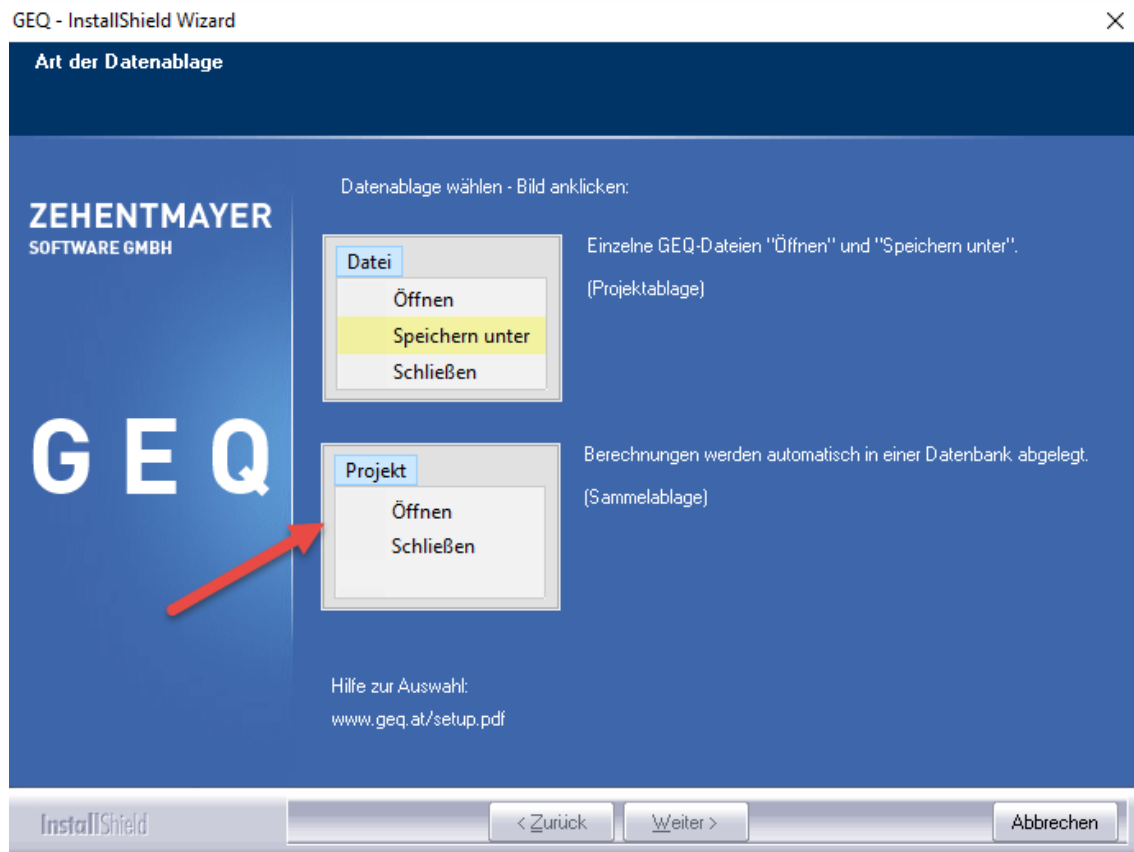 GEQ - InstallShield Wizard
Art der Datenablage
ZEHENTMAYER
SOFTWARE GMBH
GEQ
Datenablage wählen - Bild anklicken:
Datei
Öffnen
Speichern unter
Schließen
Einzelne GEQ-Dateien "Öffnen" und "Speichern unter".
(Projektablage)
Projekt
Öffnen
Schließen
Berechnungen werden automatisch in einer Datenbank abgelegt.
(Sammelablage)
Hilfe zur Auswahl:
www.geq.at/setup.pdf
InstallShield
< Zurück
Weiter >
Abbrechen